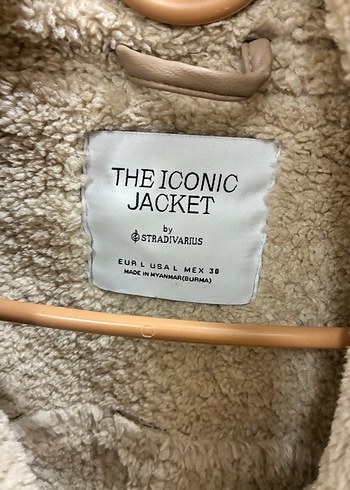 THE ICONIC
JACKET
by
STRADIVARIUS
EUR L USA L MEX 30
MADE IN MYANMAR(BURMA)